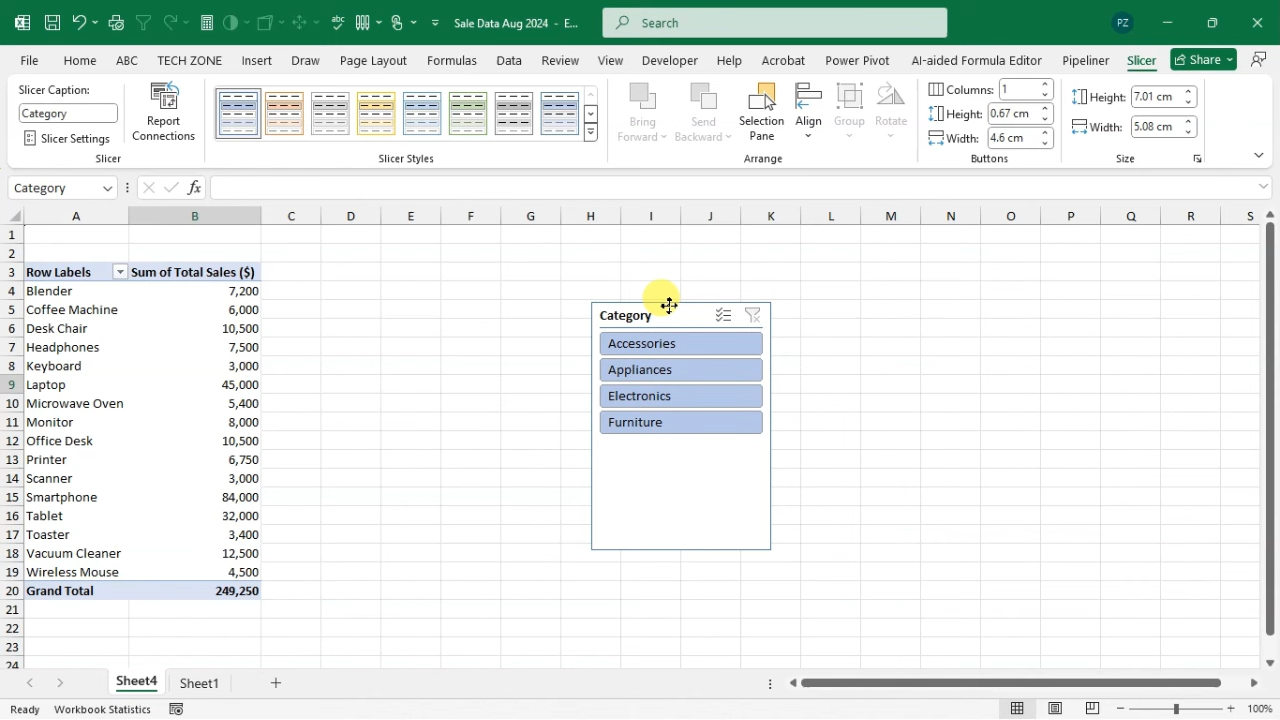 Sale Data Aug 2024 - E...
Search
PZ
File Home ABC TECH ZONE Insert Draw Page Layout Formulas Data Review View Developer Help Acrobat Power Pivot AI-aided Formula Editor Pipeliner Slicer Share
Slicer Caption:
Category
Slicer Settings
Report Connections
Slicer
Slicer Styles
Bring Forward
Send Backward
Selection Pane
Align
Group
Rotate
Arrange
Columns: 1
Height: 0.67 cm
Width: 4.6 cm
Buttons
Height: 7.01 cm
Width: 5.08 cm
Size
Category
fx
A B C D E F G H I J K L M N O P Q R S
1
2
3 Row Labels Sum of Total Sales ($)
4 Blender 7,200
5 Coffee Machine 6,000
6 Desk Chair 10,500
7 Headphones 7,500
8 Keyboard 3,000
9 Laptop 45,000
10 Microwave Oven 5,400
11 Monitor 8,000
12 Office Desk 10,500
13 Printer 6,750
14 Scanner 3,000
15 Smartphone 84,000
16 Tablet 32,000
17 Toaster 3,400
18 Vacuum Cleaner 12,500
19 Wireless Mouse 4,500
20 Grand Total 249,250
21
22
23
24
Category
Accessories
Appliances
Electronics
Furniture
Sheet4 Sheet1
Ready Workbook Statistics
100%